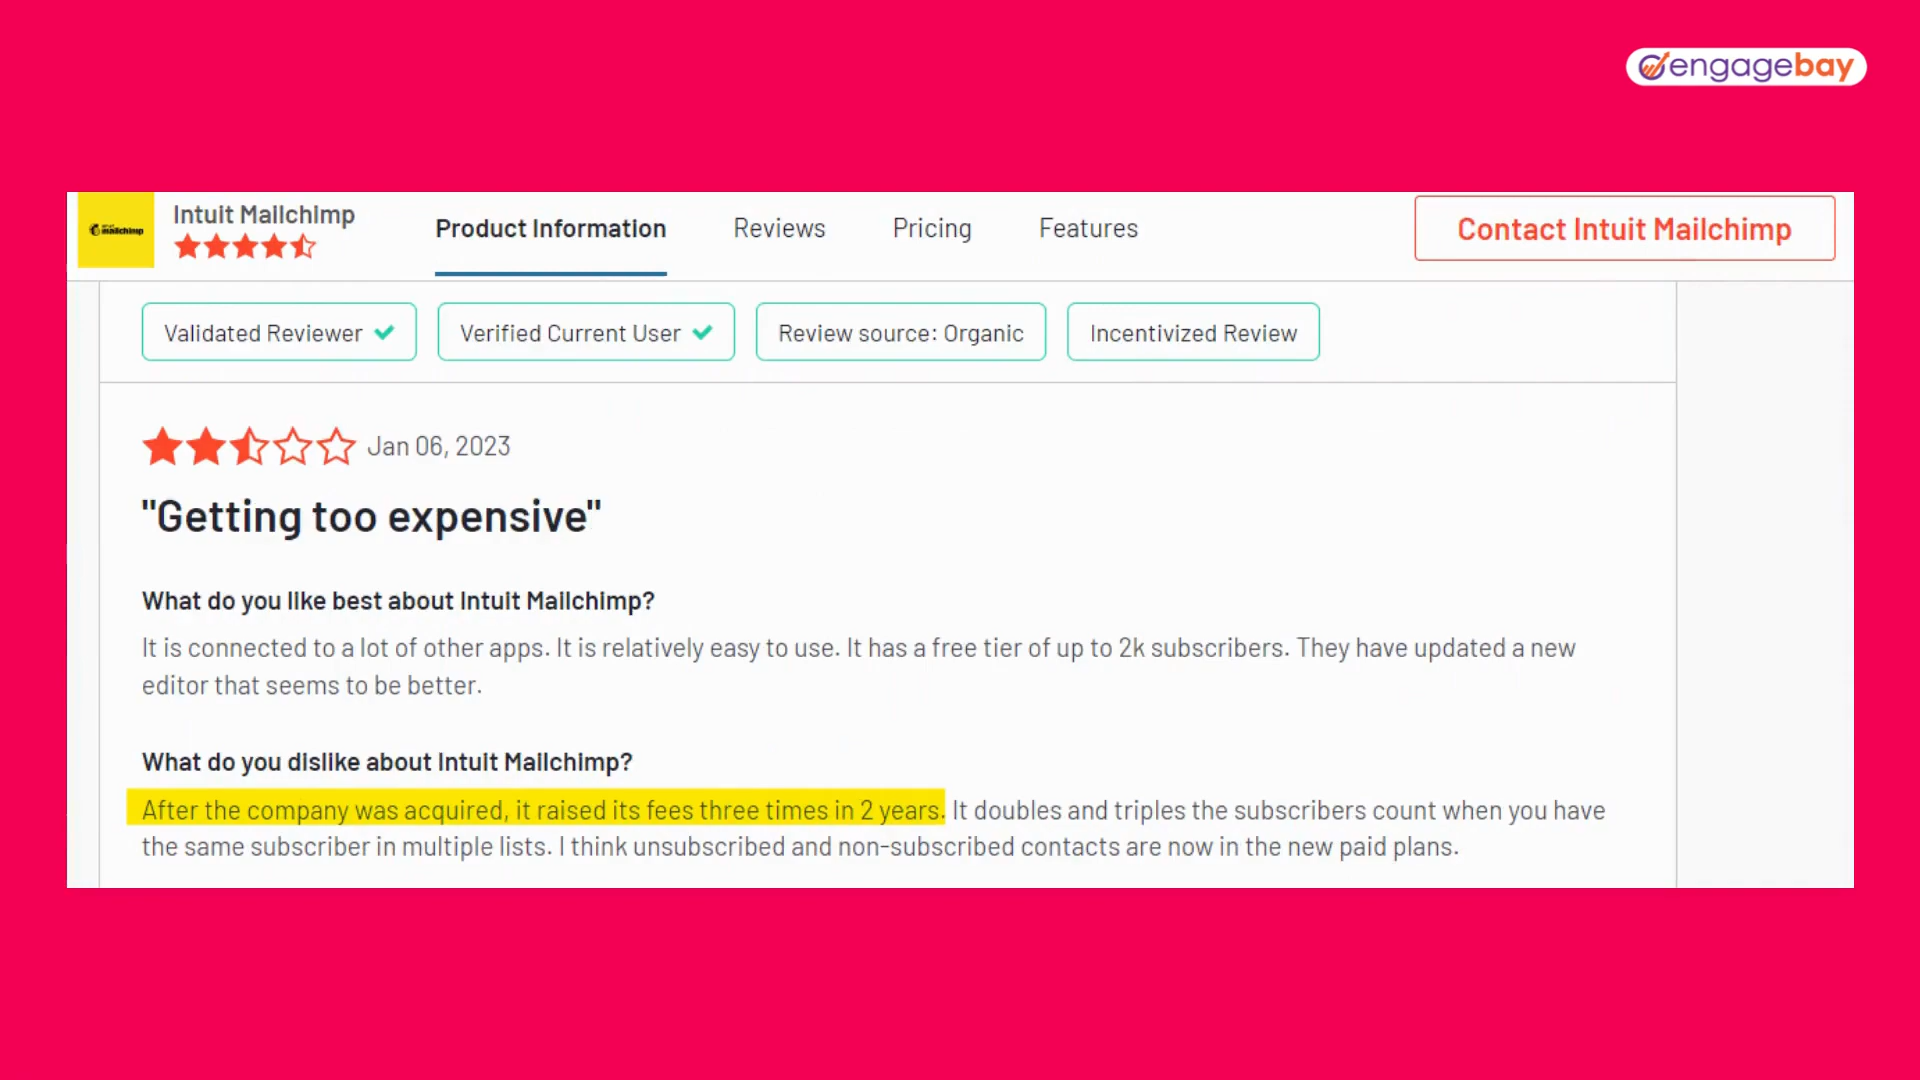 engagebay
Intuit Mailchimp
mailchimp
Product Information
Reviews
Pricing
Features
Contact Intuit Mailchimp
Validated Reviewer
Verified Current User
Review source: Organic
Incentivized Review
Jan 06, 2023
"Getting too expensive"
What do you like best about Intuit Mailchimp?
It is connected to a lot of other apps. It is relatively easy to use. It has a free tier of up to 2k subscribers. They have updated a new
editor that seems to be better.
What do you dislike about Intuit Mailchimp?
After the company was acquired, it raised its fees three times in 2 years. It doubles and triples the subscribers count when you have
the same subscriber in multiple lists. I think unsubscribed and non-subscribed contacts are now in the new paid plans.